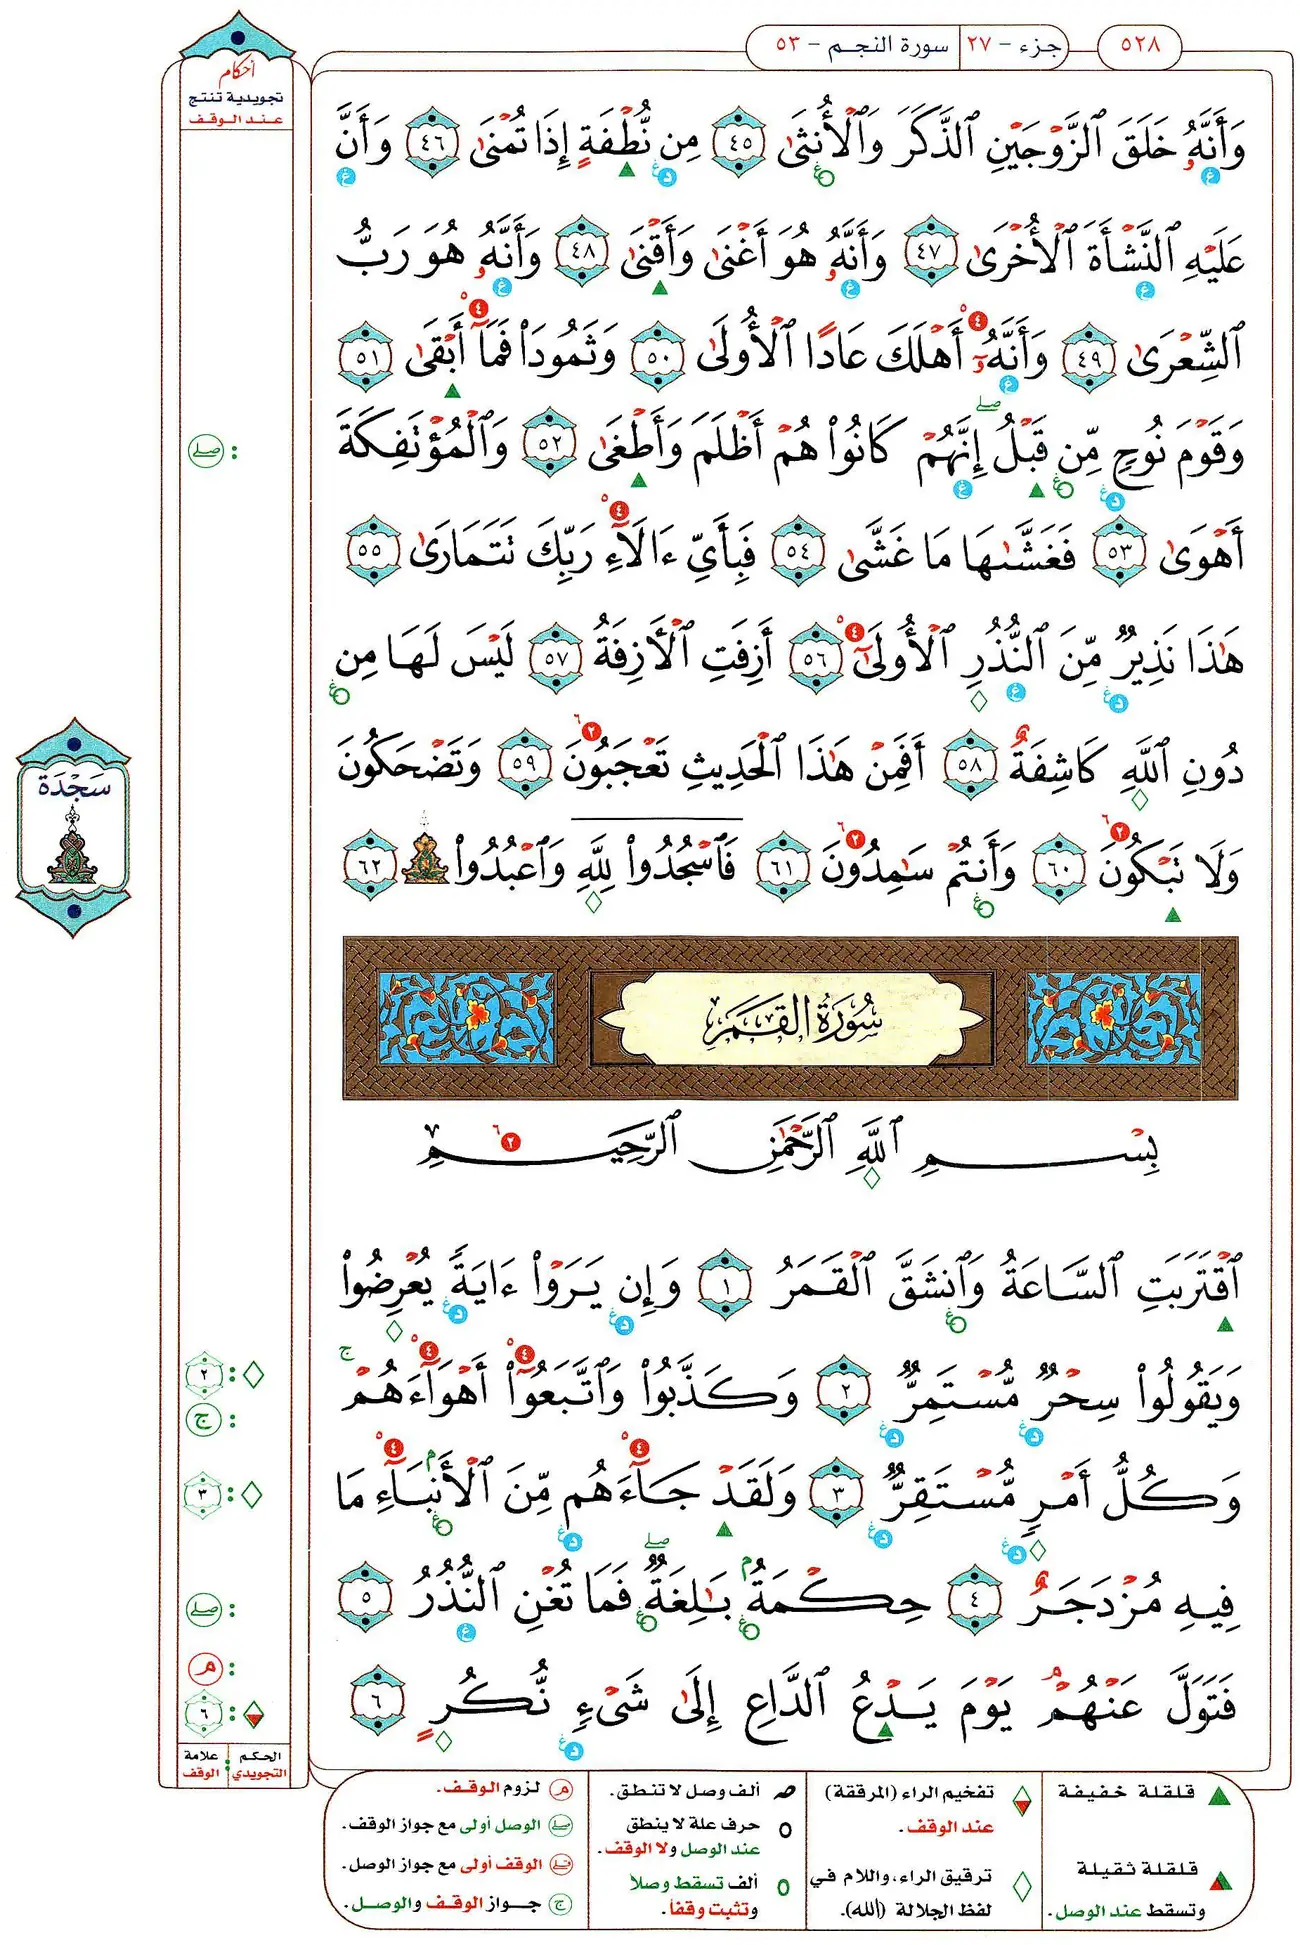 ٥٢٨
جزء - ٢٧ سورة النجم - ٥٣
أحكام
تجويدية تنتج
عند الوقف
وَأَنَّهُۥ خَلَقَ ٱلزَّوْجَيْنِ ٱلذَّكَرَ وَٱلْأُنثَىٰ ٤٥ مِن نُّطْفَةٍ إِذَا تُمْنَىٰ ٤٦ وَأَنَّ
عَلَيْهِ ٱلنَّشْأَةَ ٱلْأُخْرَىٰ ٤٧ وَأَنَّهُۥ هُوَ أَغْنَىٰ وَأَقْنَىٰ ٤٨ وَأَنَّهُۥ هُوَ رَبُّ
ٱلشِّعْرَىٰ ٤٩ وَأَنَّهُۥٓ أَهْلَكَ عَادًا ٱلْأُولَىٰ ٥٠ وَثَمُودَا۟ فَمَآ أَبْقَىٰ ٥١
وَقَوْمَ نُوحٍ مِّن قَبْلُ ۖ إِنَّهُمْ كَانُوا۟ هُمْ أَظْلَمَ وَأَطْغَىٰ ٥٢ وَٱلْمُؤْتَفِكَةَ
أَهْوَىٰ ٥٣ فَغَشَّىٰهَا مَا غَشَّىٰ ٥٤ فَبِأَىِّ ءَالَآءِ رَبِّكَ تَتَمَارَىٰ ٥٥
هَٰذَا نَذِيرٌ مِّنَ ٱلنُّذُرِ ٱلْأُولَىٰٓ ٥٦ أَزِفَتِ ٱلْأَزِفَةُ ٥٧ لَيْسَ لَهَا مِن
دُونِ ٱللَّهِ كَاشِفَةٌ ٥٨ أَفَمِنْ هَٰذَا ٱلْحَدِيثِ تَعْجَبُونَ ٥٩ وَتَضْحَكُونَ
وَلَا تَبْكُونَ ٦٠ وَأَنتُمْ سَٰمِدُونَ ٦١ فَٱسْجُدُوا۟ لِلَّهِ وَٱعْبُدُوا۟ ۩ ٦٢
سَجْدَة
سُورَةُ القَمَرِ
بِسْمِ ٱللَّهِ ٱلرَّحْمَٰنِ ٱلرَّحِيمِ
ٱقْتَرَبَتِ ٱلسَّاعَةُ وَٱنشَقَّ ٱلْقَمَرُ ١ وَإِن يَرَوْا۟ ءَايَةً يُعْرِضُوا۟
وَيَقُولُوا۟ سِحْرٌ مُّسْتَمِرٌّ ٢ وَكَذَّبُوا۟ وَٱتَّبَعُوٓا۟ أَهْوَآءَهُمْ ۚ
وَكُلُّ أَمْرٍ مُّسْتَقِرٌّ ٣ وَلَقَدْ جَآءَهُم مِّنَ ٱلْأَنۢبَآءِ مَا
فِيهِ مُزْدَجَرٌ ٤ حِكْمَةٌۢ بَٰلِغَةٌ ۖ فَمَا تُغْنِ ٱلنُّذُرُ ٥
فَتَوَلَّ عَنْهُمْ ۘ يَوْمَ يَدْعُ ٱلدَّاعِ إِلَىٰ شَىْءٍ نُّكُرٍ ٦
الحكم التجويدي : علامة الوقف
قلقلة خفيفة
قلقلة ثقيلة
وتسقط عند الوصل.
تفخيم الراء (المرققة)
عند الوقف.
ترقيق الراء، واللام في
لفظ الجلالة (الله).
ألف وصل لا تنطق.
حرف علة لا ينطق
عند الوصل ولا الوقف.
ألف تسقط وصلاً
وتثبت وقفاً.
م لزوم الوقف.
صلے الوصل أولى مع جواز الوقف.
قلے الوقف أولى مع جواز الوصل.
ج جواز الوقف والوصل.